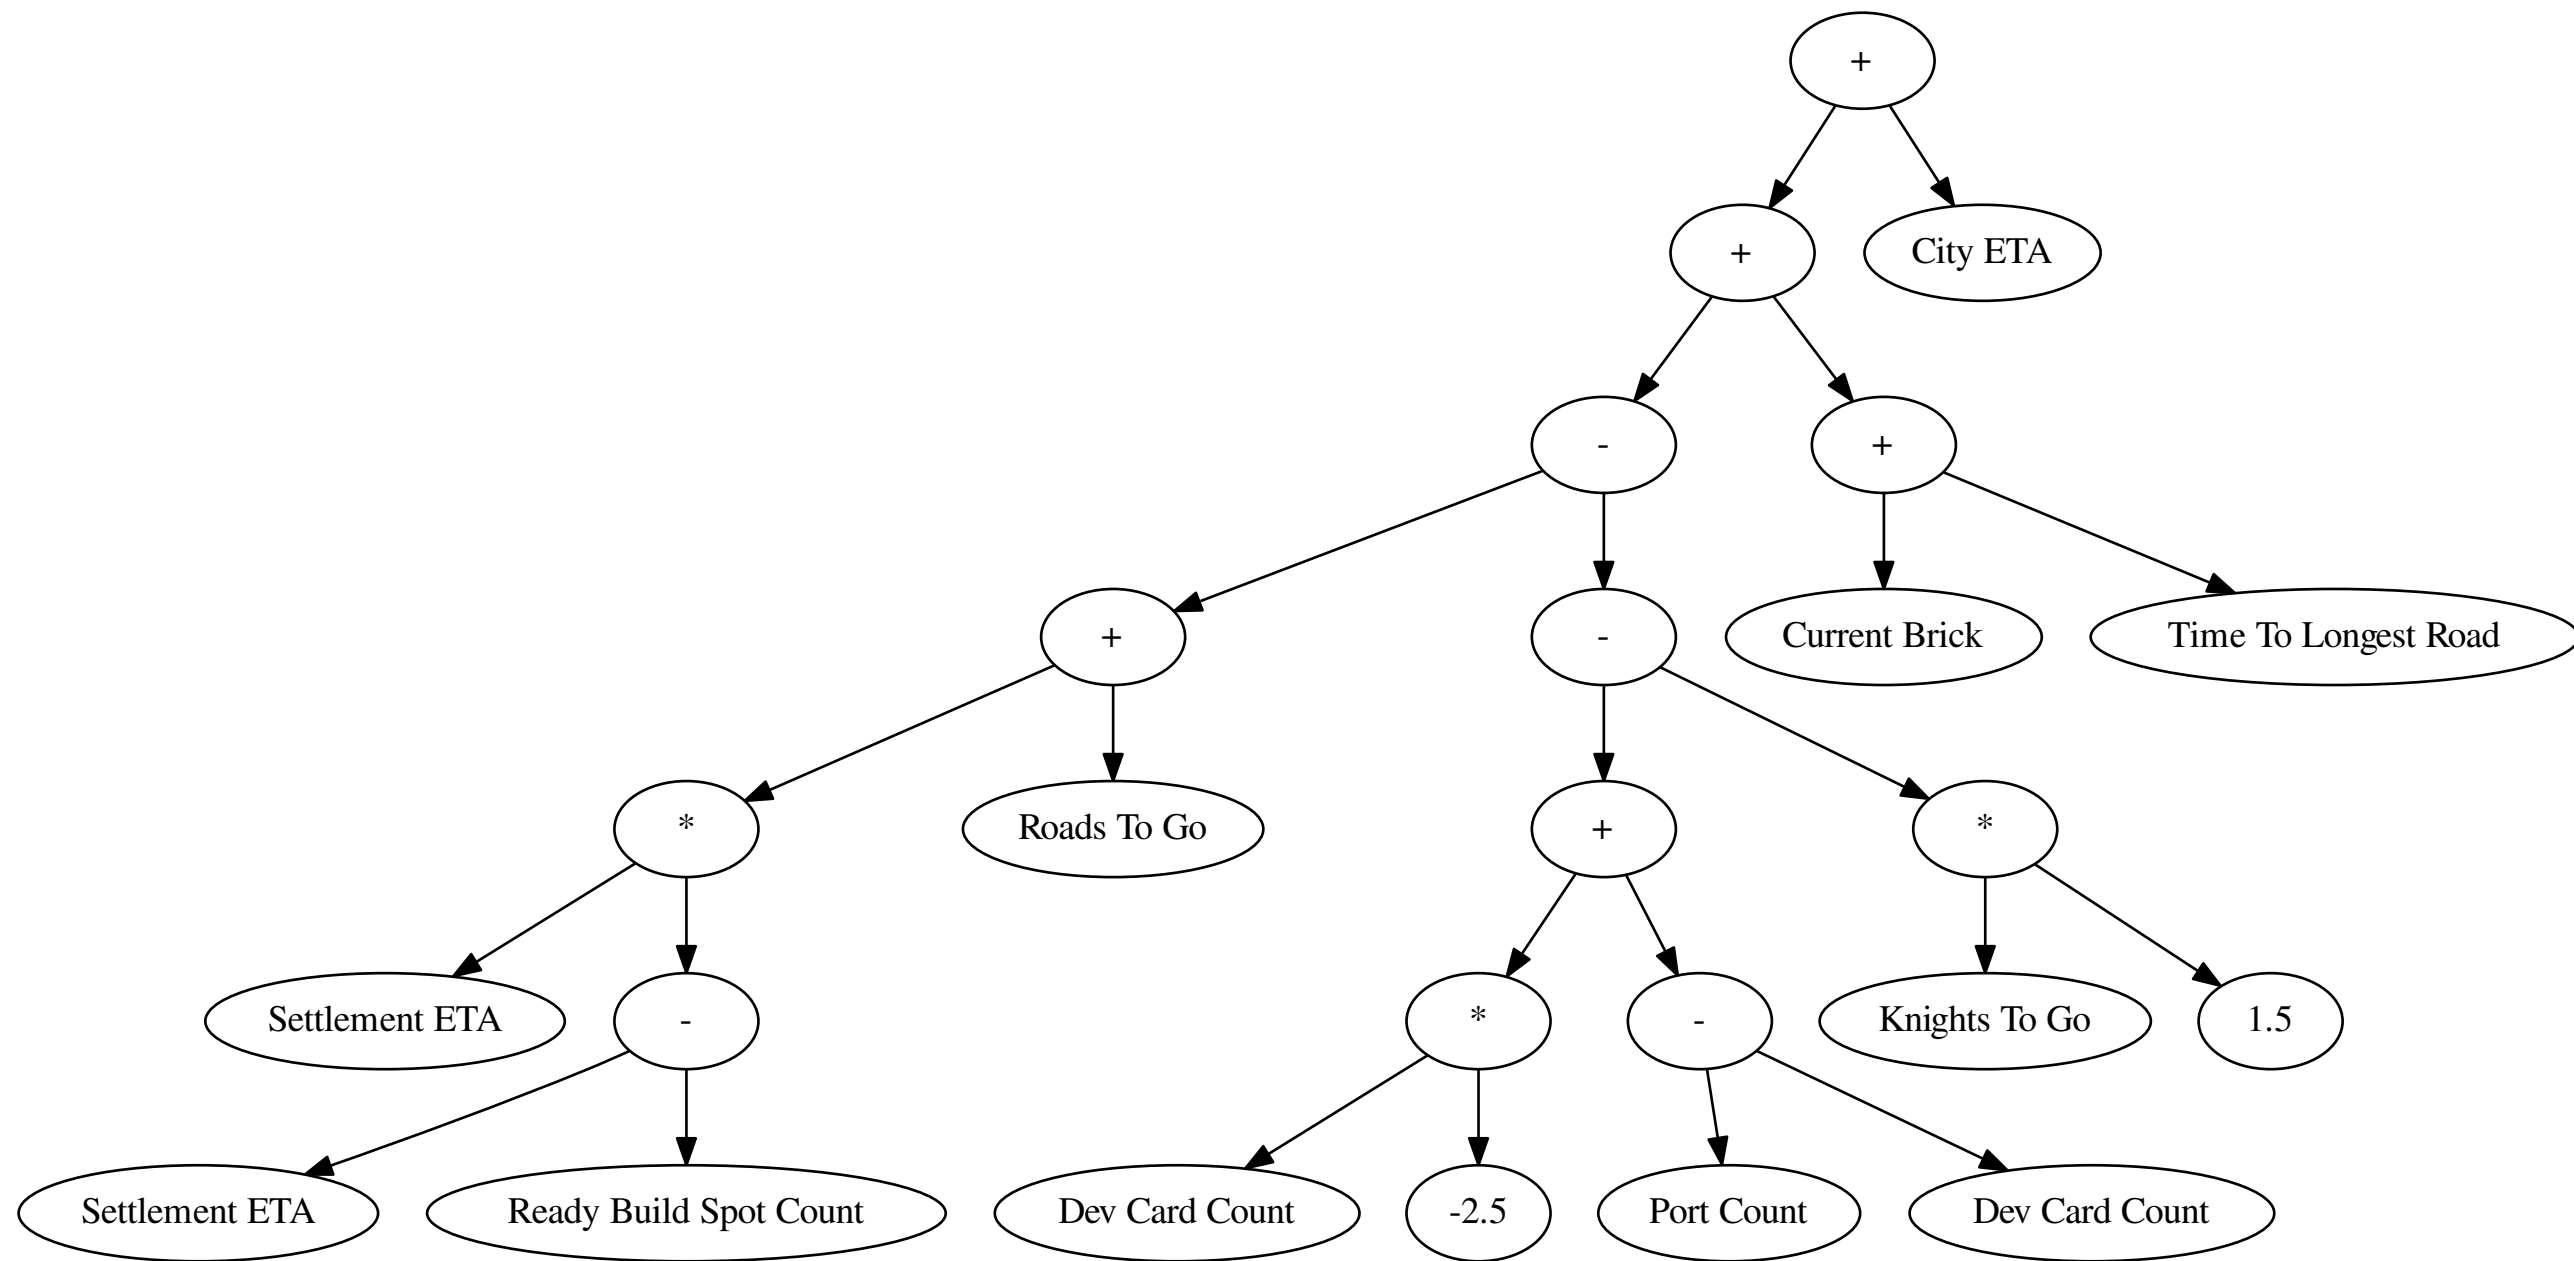 +
+
City ETA
-
+
+
-
Current Brick
Time To Longest Road
*
Roads To Go
+
*
Settlement ETA
-
*
-
Knights To Go
1.5
Settlement ETA
Ready Build Spot Count
Dev Card Count
-2.5
Port Count
Dev Card Count